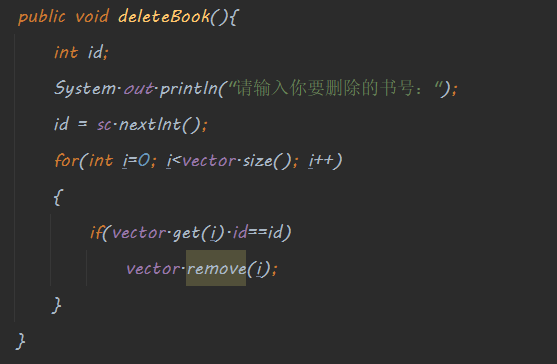 public void deleteBook(){
int id;
System.out.println("请输入你要删除的书号：");
id = sc.nextInt();
for(int i=0; i<vector.size(); i++)
{
if(vector.get(i).id==id)
vector.remove(i);
}
}